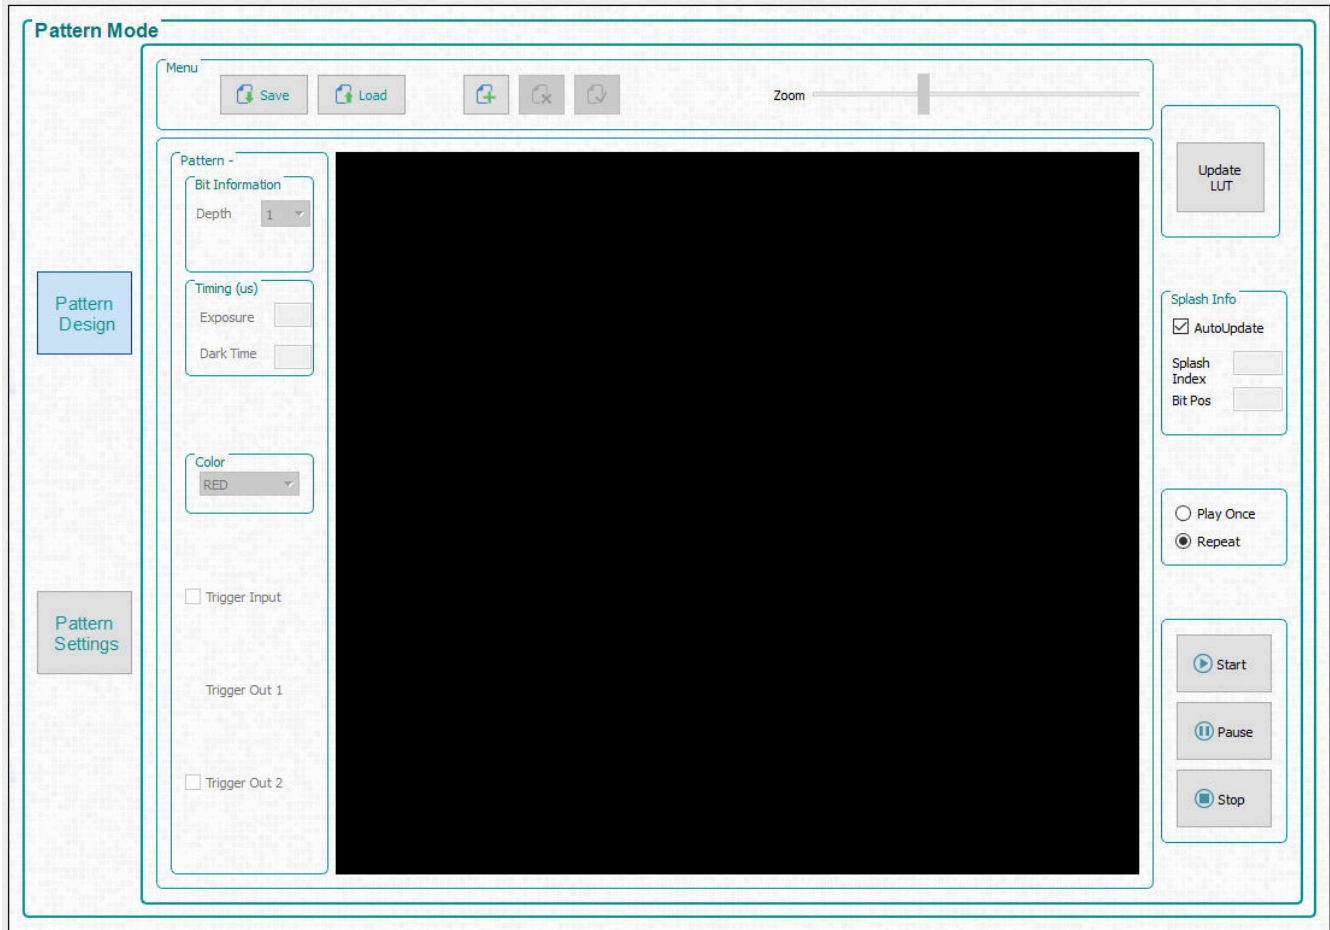 Pattern Mode
Menu
Save
Load
Zoom
Pattern -
Bit Information
Depth 1
Timing (us)
Exposure
Dark Time
Color
RED
Trigger Input
Trigger Out 1
Trigger Out 2
Pattern
Design
Pattern
Settings
Update
LUT
Splash Info
AutoUpdate
Splash
Index
Bit Pos
Play Once
Repeat
Start
Pause
Stop